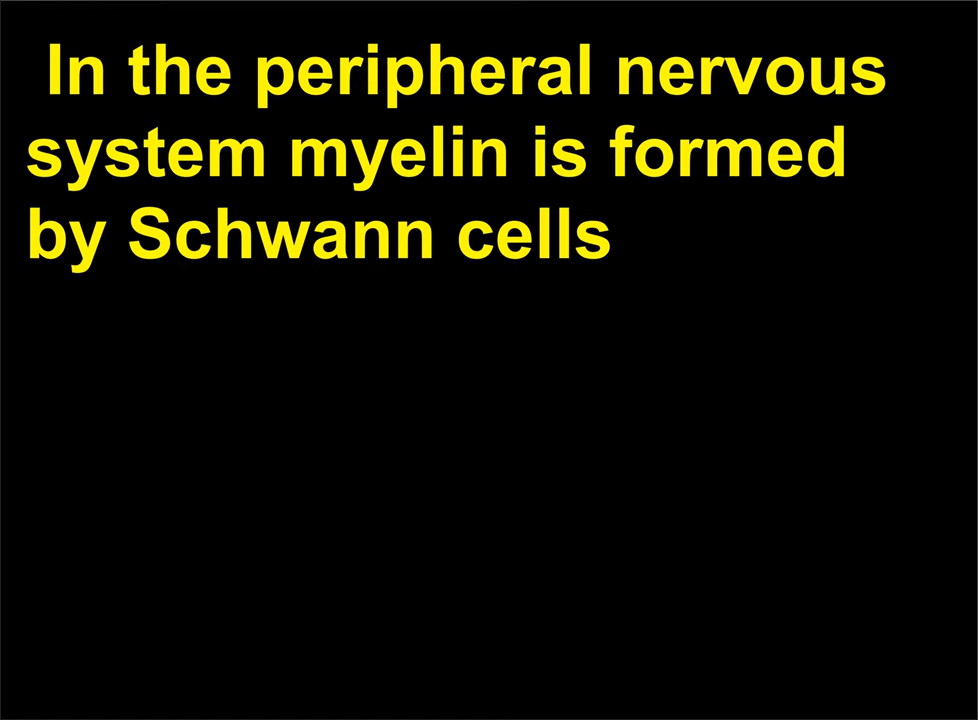 In the peripheral nervous
system myelin is formed
by Schwann cells